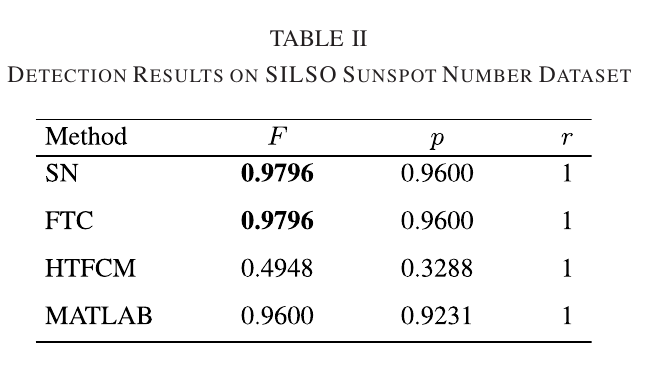 TABLE II
DETECTION RESULTS ON SILSO SUNSPOT NUMBER DATASET
Method F p r
SN 0.9796 0.9600 1
FTC 0.9796 0.9600 1
HTFCM 0.4948 0.3288 1
MATLAB 0.9600 0.9231 1